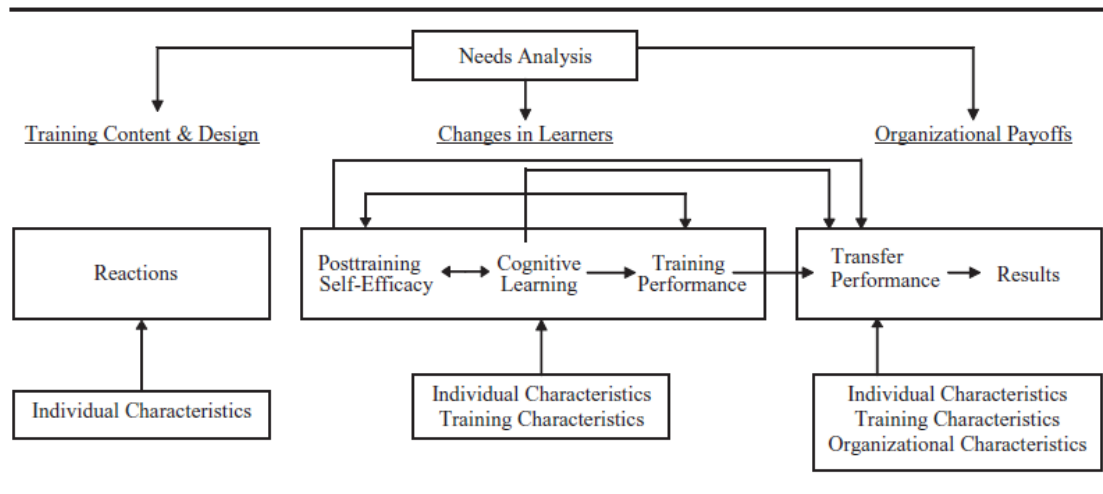 Needs Analysis
Training Content & Design
Changes in Learners
Organizational Payoffs
Reactions
Posttraining
Self-Efficacy
Cognitive
Learning
Training
Performance
Transfer
Performance
Results
Individual Characteristics
Individual Characteristics
Training Characteristics
Individual Characteristics
Training Characteristics
Organizational Characteristics